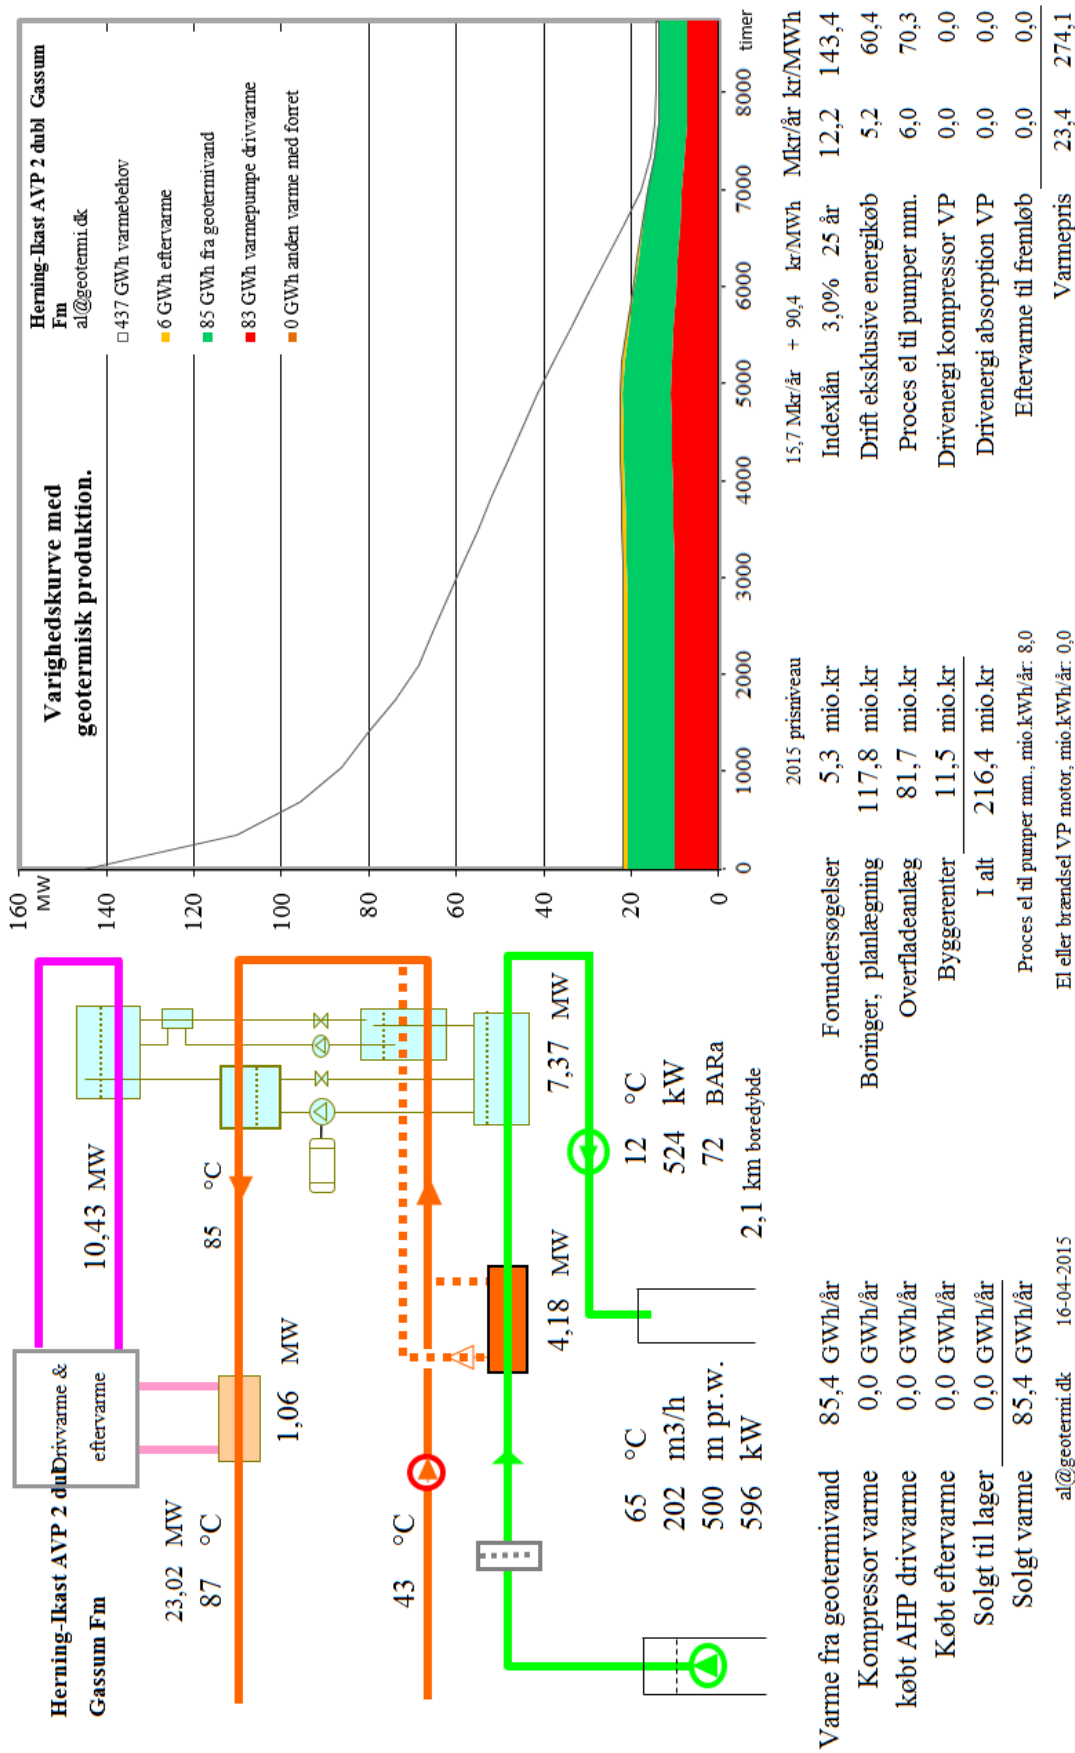 Herning-Ikast AVP 2 dubl
Gassum Fm
Drivvarme &
eftervarme
10,43 MW
23,02 MW
87 °C
1,06 MW
85 °C
43 °C
4,18 MW
7,37 MW
65 °C
202 m3/h
500 m pr.w.
596 kW
12 °C
524 kW
72 BARa
2,1 km boredybde
Varighedskurve med
geotermisk produktion.
Herning-Ikast AVP 2 dubl Gassum
Fm
al@geotermi.dk
437 GWh varmebehov
6 GWh eftervarme
85 GWh fra geotermivand
83 GWh varmepumpe drivvarme
0 GWh anden varme med forret
160
MW
140
120
100
80
60
40
20
0
0 1000 2000 3000 4000 5000 6000 7000 8000 timer
Varme fra geotermivand 85,4 GWh/år
Kompressor varme 0,0 GWh/år
købt AHP drivvarme 0,0 GWh/år
Købt eftervarme 0,0 GWh/år
Solgt til lager 0,0 GWh/år
Solgt varme 85,4 GWh/år
al@geotermi.dk 16-04-2015
2015 prisniveau
Forundersøgelser 5,3 mio.kr
Boringer, planlægning 117,8 mio.kr
Overfladeanlæg 81,7 mio.kr
Byggerenter 11,5 mio.kr
I alt 216,4 mio.kr
Proces el til pumper mm., mio.kWh/år: 8,0
El eller brændsel VP motor, mio.kWh/år: 0,0
15,7 Mkr/år + 90,4 kr/MWh Mkr/år kr/MWh
Indexlån 3,0% 25 år 12,2 143,4
Drift eksklusive energikøb 5,2 60,4
Proces el til pumper mm. 6,0 70,3
Drivenergi kompressor VP 0,0 0,0
Drivenergi absorption VP 0,0 0,0
Eftervarme til fremløb 0,0 0,0
Varmepris 23,4 274,1